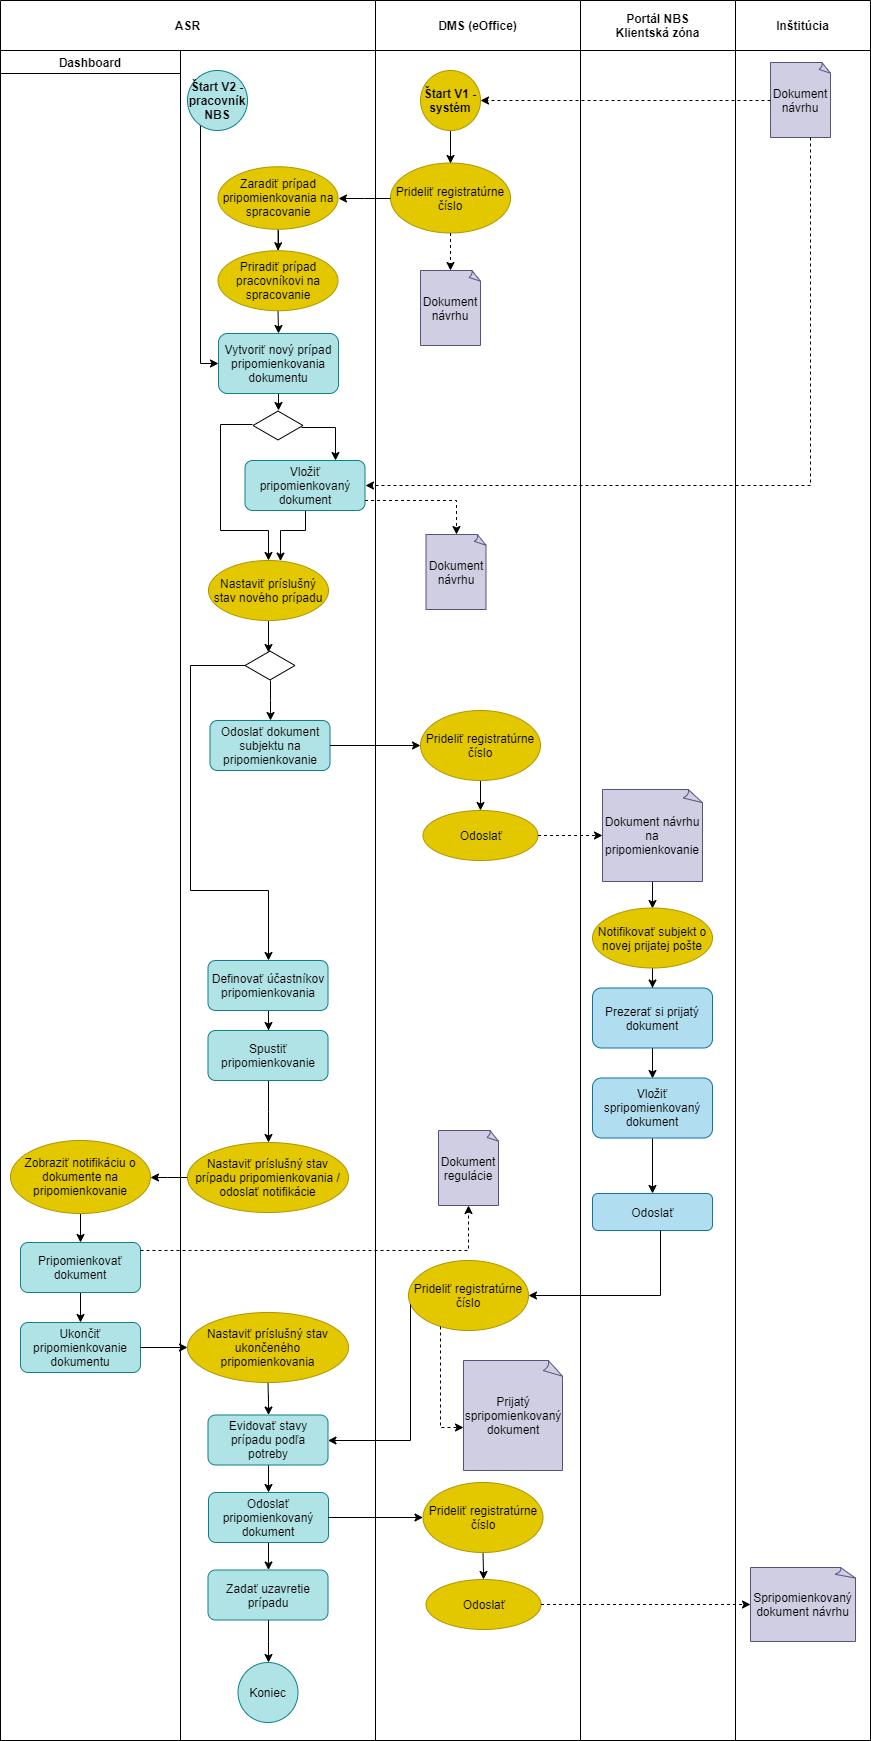 ASR
DMS (eOffice)
Portál NBS
Klientská zóna
Inštitúcia
Dashboard
Štart V2 -
pracovník
NBS
Štart V1 -
systém
Dokument
návrhu
Zaradiť prípad
pripomienkovania na
spracovanie
Prideliť registratúrne
číslo
Priradiť prípad
pracovníkovi na
spracovanie
Dokument
návrhu
Vytvoriť nový prípad
pripomienkovania
dokumentu
Vložiť
pripomienkovaný
dokument
Dokument
návrhu
Nastaviť príslušný
stav nového prípadu
Odoslať dokument
subjektu na
pripomienkovanie
Prideliť registratúrne
číslo
Odoslať
Dokument návrhu
na
pripomienkovanie
Notifikovať subjekt o
novej prijatej pošte
Definovať účastníkov
pripomienkovania
Prezerať si prijatý
dokument
Spustiť
pripomienkovanie
Vložiť
spripomienkovaný
dokument
Zobraziť notifikáciu o
dokumente na
pripomienkovanie
Nastaviť príslušný stav
prípadu pripomienkovania /
odoslať notifikácie
Dokument
regulácie
Odoslať
Pripomienkovať
dokument
Prideliť registratúrne
číslo
Ukončiť
pripomienkovanie
dokumentu
Nastaviť príslušný stav
ukončeného
pripomienkovania
Prijatý
spripomienkovaný
dokument
Evidovať stavy
prípadu podľa
potreby
Odoslať
pripomienkovaný
dokument
Prideliť registratúrne
číslo
Zadať uzavretie
prípadu
Odoslať
Spripomienkovaný
dokument návrhu
Koniec